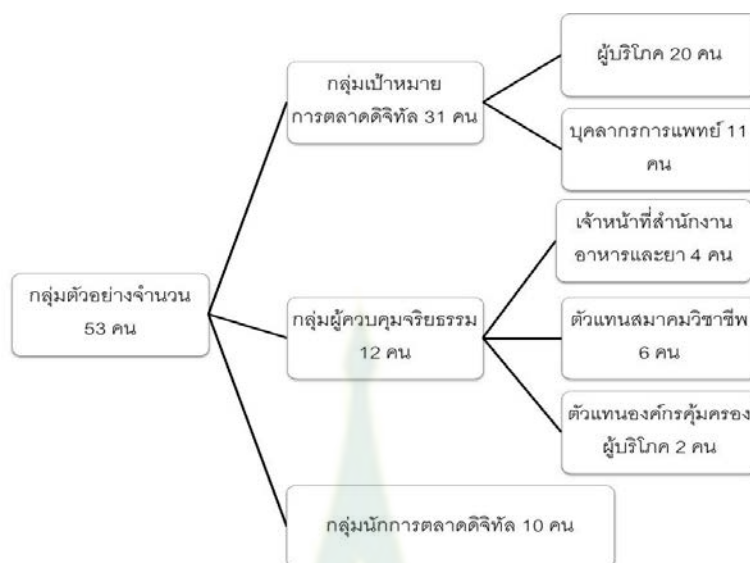 กลุ่มตัวอย่างจำนวน
53 คน
กลุ่มเป้าหมาย
การตลาดดิจิทัล 31 คน
ผู้บริโภค 20 คน
บุคลากรการแพทย์ 11
คน
กลุ่มผู้ควบคุมจริยธรรม
12 คน
เจ้าหน้าที่สำนักงาน
อาหารและยา 4 คน
ตัวแทนสมาคมวิชาชีพ
6 คน
ตัวแทนองค์กรคุ้มครอง
ผู้บริโภค 2 คน
กลุ่มนักการตลาดดิจิทัล 10 คน